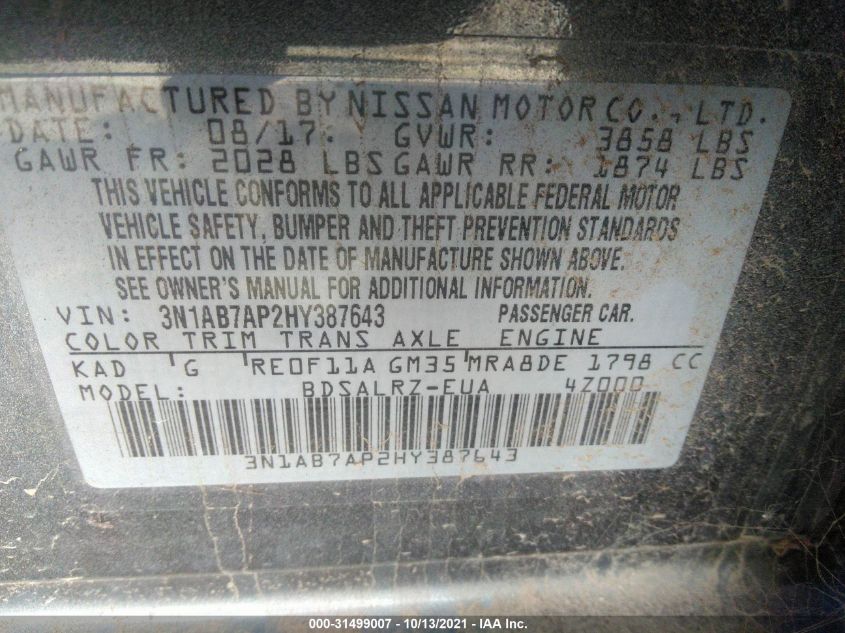 MANUFACTURED BY NISSAN MOTOR CO., LTD.
DATE: 08/17 GVWR: 3858 LBS
GAWR FR: 2028 LBS GAWR RR: 1874 LBS
THIS VEHICLE CONFORMS TO ALL APPLICABLE FEDERAL MOTOR
VEHICLE SAFETY, BUMPER AND THEFT PREVENTION STANDARDS
IN EFFECT ON THE DATE OF MANUFACTURE SHOWN ABOVE.
SEE OWNER'S MANUAL FOR ADDITIONAL INFORMATION.
VIN: 3N1AB7AP2HY387643 PASSENGER CAR.
COLOR TRIM TRANS AXLE ENGINE
KAD G RE0F11A GM35 MRA8DE 1798 CC
MODEL: BDSALRZ-EUA 4Z000
3N1AB7AP2HY387643
000-31499007 - 10/13/2021 - IAA Inc.